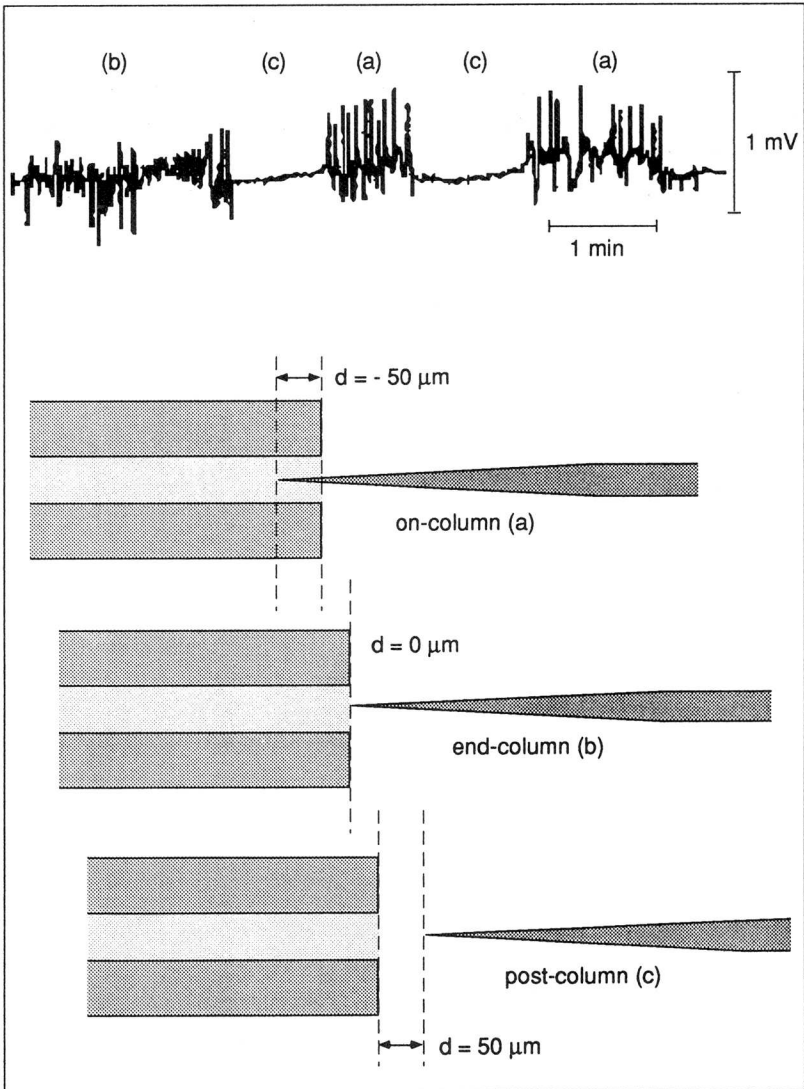 (b) (c) (a) (c) (a)
1 mV
1 min
d = - 50 μm
on-column (a)
d = 0 μm
end-column (b)
post-column (c)
d = 50 μm